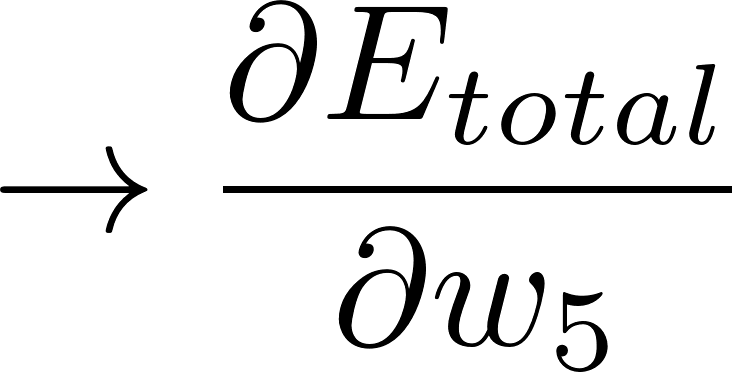 → ∂E_total / ∂w_5